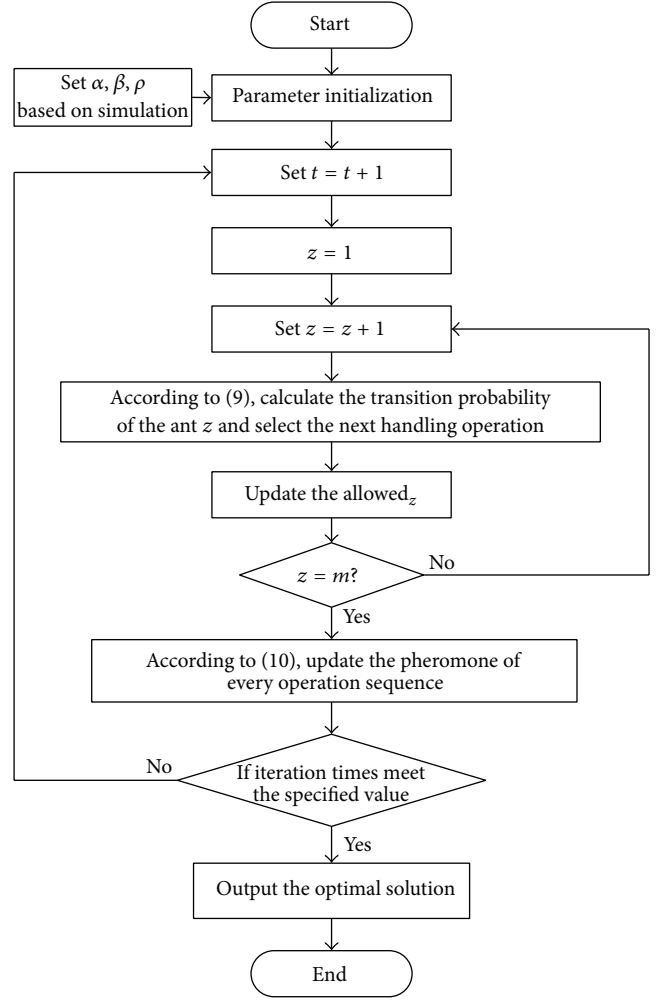 Start
Set α, β, ρ
based on simulation
Parameter initialization
Set t = t + 1
z = 1
Set z = z + 1
According to (9), calculate the transition probability
of the ant z and select the next handling operation
Update the allowed_z
z = m?
No
Yes
According to (10), update the pheromone of
every operation sequence
No
If iteration times meet
the specified value
Yes
Output the optimal solution
End